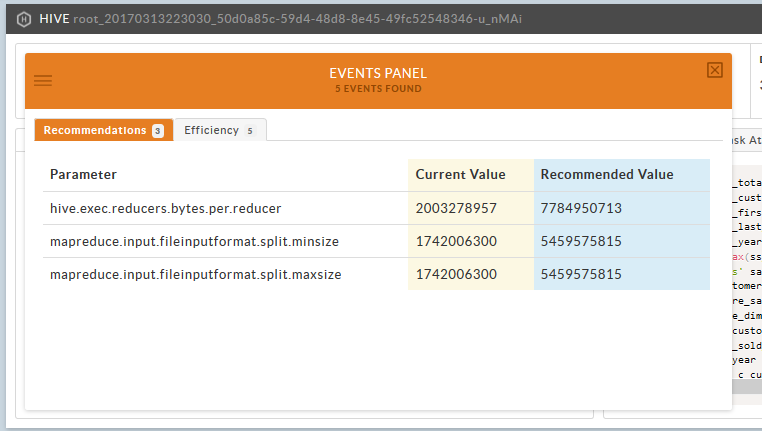 HIVE root_20170313223030_50d0a85c-59d4-48d8-8e45-49fc52548346-u_nMAi
EVENTS PANEL
5 EVENTS FOUND
Recommendations 3 Efficiency 5
Parameter Current Value Recommended Value
hive.exec.reducers.bytes.per.reducer 2003278957 7784950713
mapreduce.input.fileinputformat.split.minsize 1742006300 5459575815
mapreduce.input.fileinputformat.split.maxsize 1742006300 5459575815
sk At
_tota
_cust
_firs
_last
_year
ax(ss
s' sa
tomer
re_sa
e_dim
custo
_sold
year
c cu